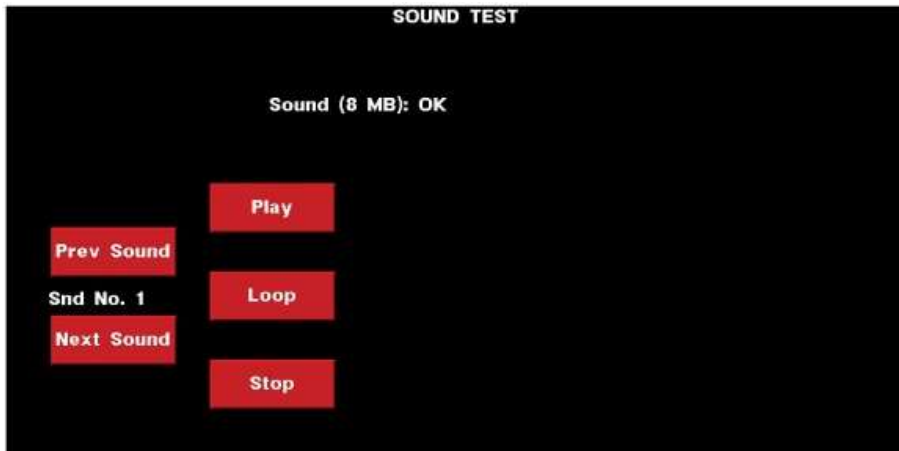 SOUND TEST
Sound (8 MB): OK
Play
Prev Sound
Snd No. 1
Loop
Next Sound
Stop